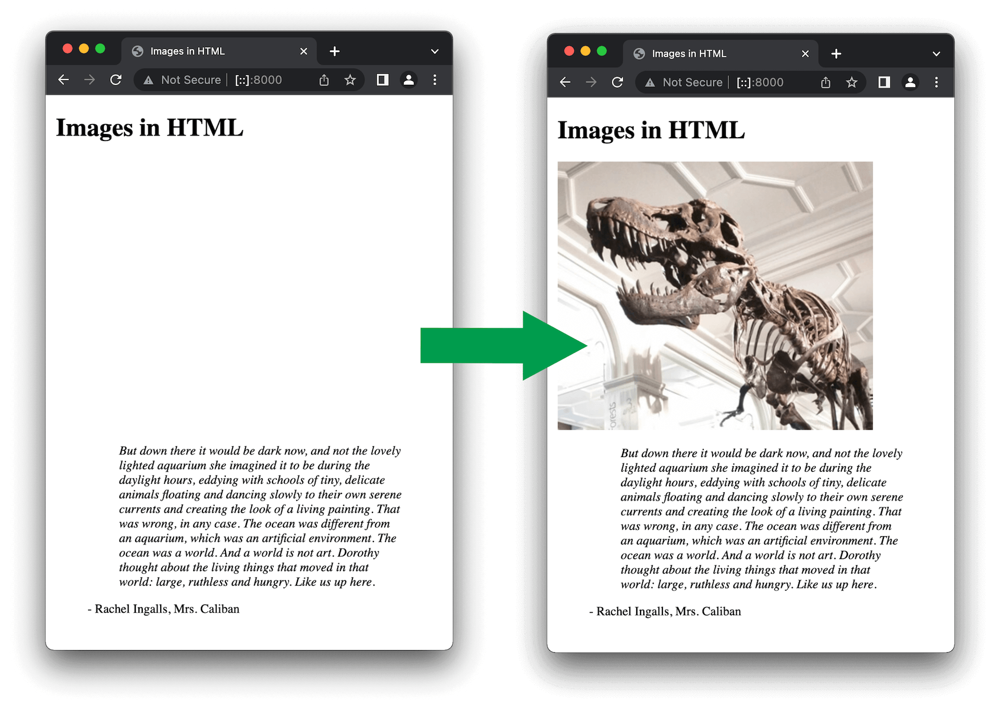 Images in HTML
Not Secure | [::]:8000
Images in HTML
But down there it would be dark now, and not the lovely
lighted aquarium she imagined it to be during the
daylight hours, eddying with schools of tiny, delicate
animals floating and dancing slowly to their own serene
currents and creating the look of a living painting. That
was wrong, in any case. The ocean was different from
an aquarium, which was an artificial environment. The
ocean was a world. And a world is not art. Dorothy
thought about the living things that moved in that
world: large, ruthless and hungry. Like us up here.
- Rachel Ingalls, Mrs. Caliban
Images in HTML
Not Secure | [::]:8000
Images in HTML
orests
But down there it would be dark now, and not the lovely
lighted aquarium she imagined it to be during the
daylight hours, eddying with schools of tiny, delicate
animals floating and dancing slowly to their own serene
currents and creating the look of a living painting. That
was wrong, in any case. The ocean was different from
an aquarium, which was an artificial environment. The
ocean was a world. And a world is not art. Dorothy
thought about the living things that moved in that
world: large, ruthless and hungry. Like us up here.
- Rachel Ingalls, Mrs. Caliban